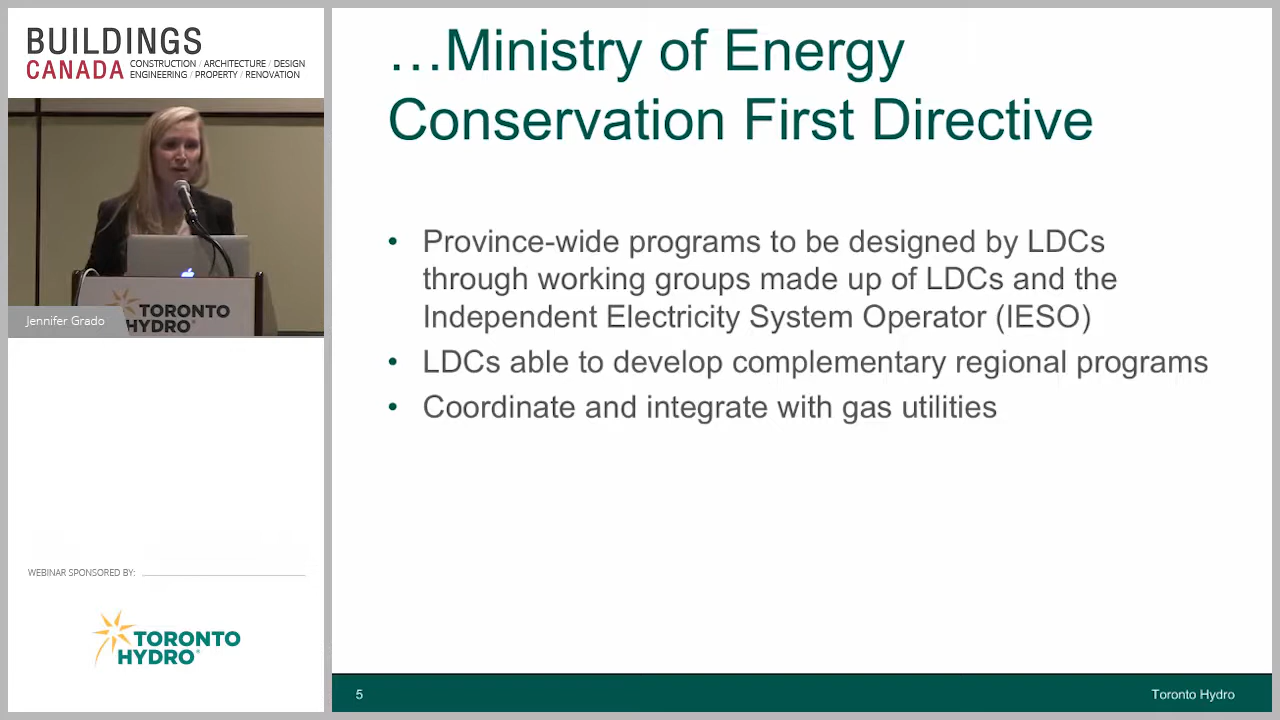 BUILDINGS
CANADA CONSTRUCTION / ARCHITECTURE / DESIGN
ENGINEERING / PROPERTY / RENOVATION
TORONTO
HYDRO
Jennifer Grado
WEBINAR SPONSORED BY:
TORONTO
HYDRO®
…Ministry of Energy
Conservation First Directive
• Province-wide programs to be designed by LDCs
through working groups made up of LDCs and the
Independent Electricity System Operator (IESO)
• LDCs able to develop complementary regional programs
• Coordinate and integrate with gas utilities
5
Toronto Hydro